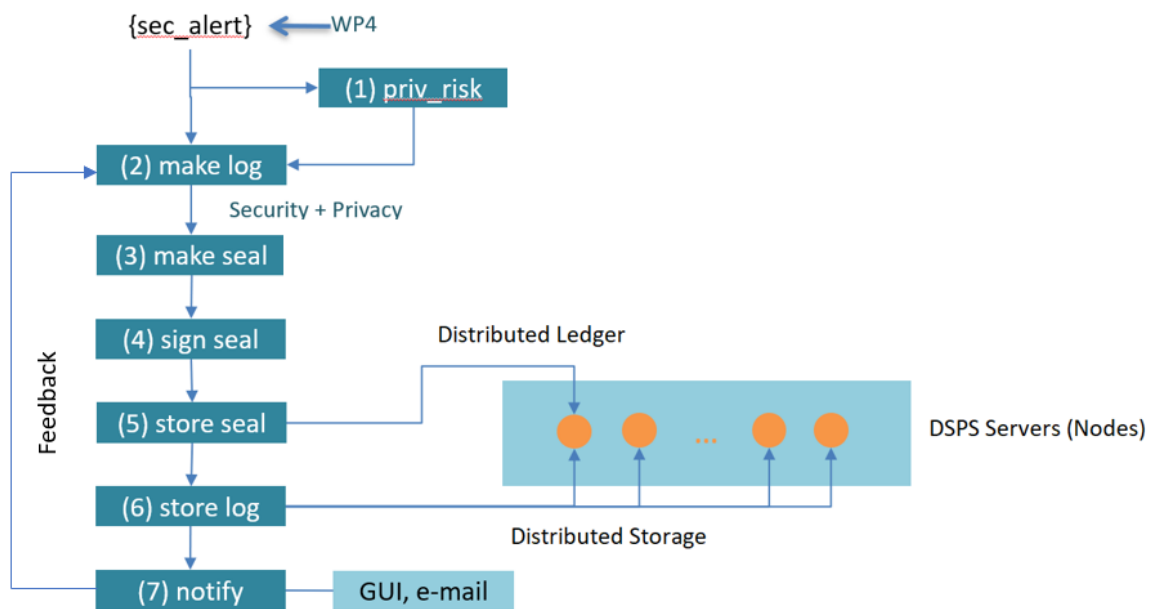 {sec_alert}
WP4
(1) priv_risk
(2) make log
Security + Privacy
(3) make seal
(4) sign seal
Distributed Ledger
Feedback
(5) store seal
...
DSPS Servers (Nodes)
(6) store log
Distributed Storage
(7) notify
GUI, e-mail